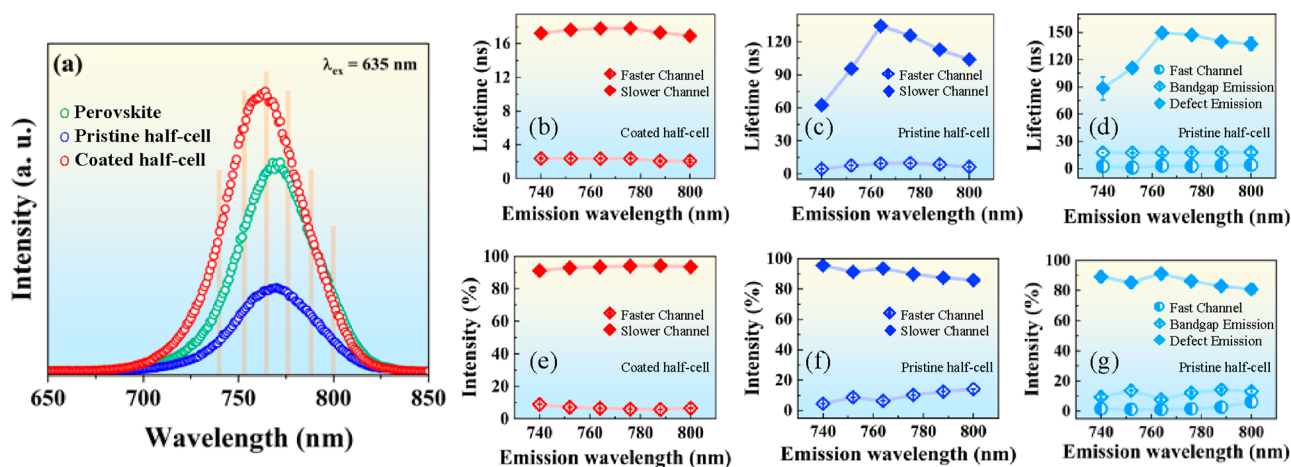 (a)
λex = 635 nm
Perovskite
Pristine half-cell
Coated half-cell
Intensity (a. u.)
650 700 750 800 850
Wavelength (nm)
Lifetime (ns)
16
12
8
4
0
Faster Channel
Slower Channel
(b)
Coated half-cell
740 760 780 800
Emission wavelength (nm)
Lifetime (ns)
120
90
60
30
0
Faster Channel
Slower Channel
(c)
Pristine half-cell
740 760 780 800
Emission wavelength (nm)
Lifetime (ns)
150
120
90
60
30
0
Fast Channel
Bandgap Emission
Defect Emission
(d)
Pristine half-cell
740 760 780 800
Emission wavelength (nm)
Intensity (%)
100
80
60
40
20
0
Faster Channel
Slower Channel
(e)
Coated half-cell
740 760 780 800
Emission wavelength (nm)
Intensity (%)
100
80
60
40
20
0
Faster Channel
Slower Channel
(f)
Pristine half-cell
740 760 780 800
Emission wavelength (nm)
Intensity (%)
100
80
60
40
20
0
Fast Channel
Bandgap Emission
Defect Emission
(g)
Pristine half-cell
740 760 780 800
Emission wavelength (nm)